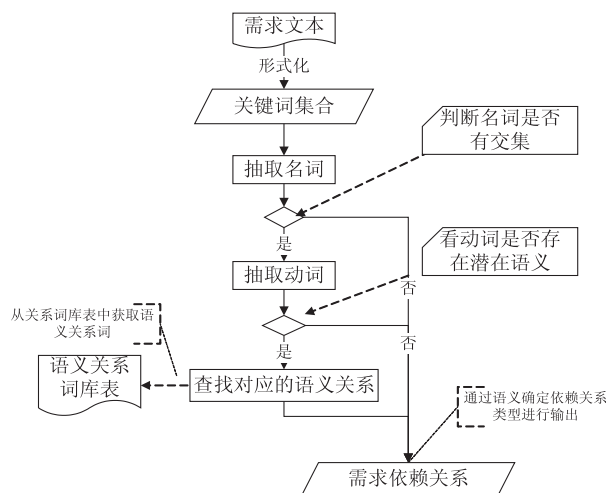 需求文本
形式化
关键词集合
判断名词是否
有交集
抽取名词
是
看动词是否存
在潜在语义
抽取动词
否
从关系词库表中获取语
义关系词
否
是
语义关系
词库表
查找对应的语义关系
通过语义确定依赖关系
类型进行输出
需求依赖关系